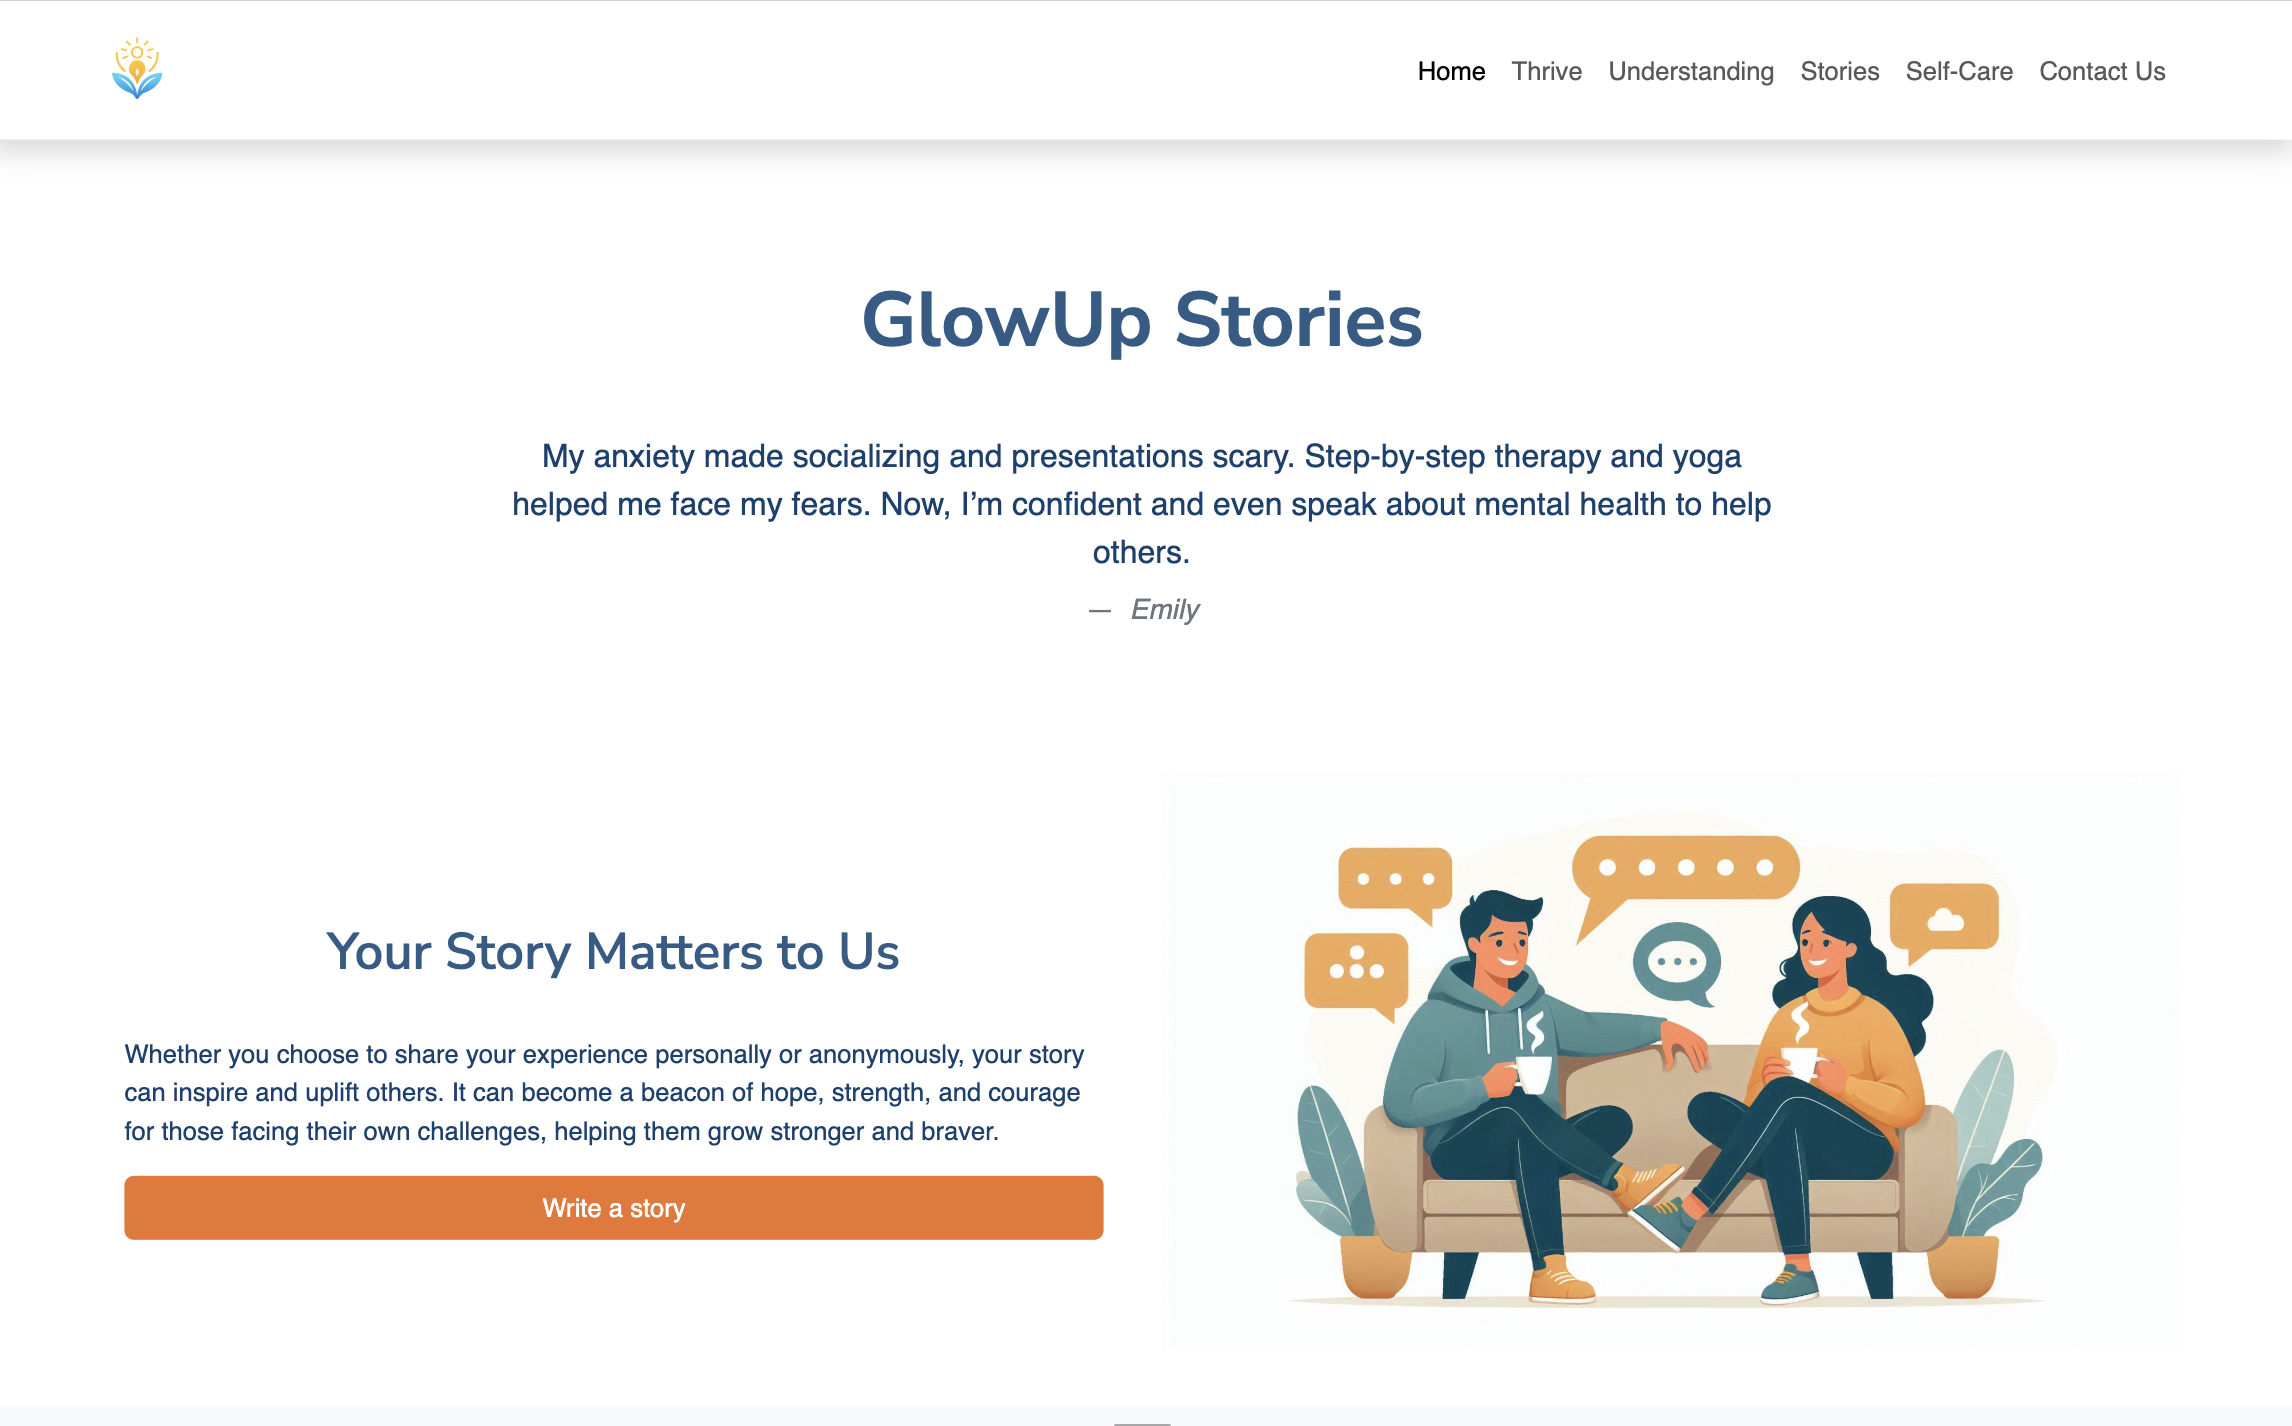 Home Thrive Understanding Stories Self-Care Contact Us
GlowUp Stories
My anxiety made socializing and presentations scary. Step-by-step therapy and yoga
helped me face my fears. Now, I’m confident and even speak about mental health to help
others.
— Emily
Your Story Matters to Us
Whether you choose to share your experience personally or anonymously, your story
can inspire and uplift others. It can become a beacon of hope, strength, and courage
for those facing their own challenges, helping them grow stronger and braver.
Write a story